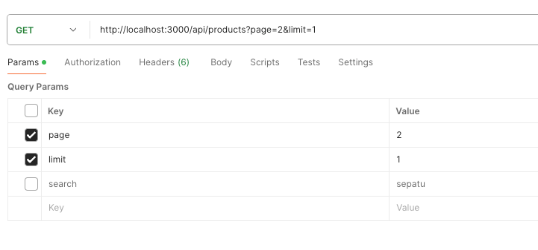 GET http://localhost:3000/api/products?page=2&limit=1
Params Authorization Headers (6) Body Scripts Tests Settings
Query Params
Key Value
page 2
limit 1
search sepatu
Key Value